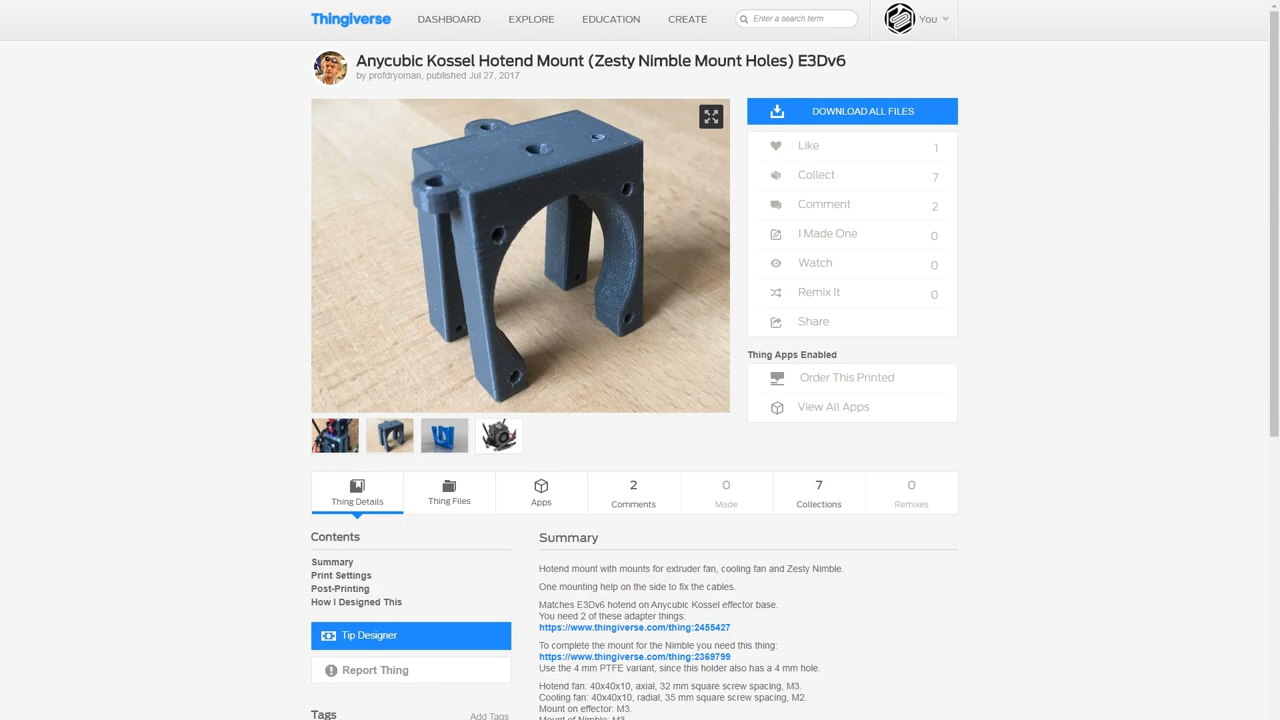 Thingiverse
DASHBOARD
EXPLORE
EDUCATION
CREATE
Enter a search term
You
Anycubic Kossel Hotend Mount (Zesty Nimble Mount Holes) E3Dv6
by profdryoman, published Jul 27, 2017
DOWNLOAD ALL FILES
Like 1
Collect 7
Comment 2
I Made One 0
Watch 0
Remix It 0
Share
Thing Apps Enabled
Order This Printed
View All Apps
Thing Details
Thing Files
Apps
2
Comments
0
Made
7
Collections
0
Remixes
Contents
Summary
Print Settings
Post-Printing
How I Designed This
Tip Designer
Report Thing
Tags
Add Tags
Summary
Hotend mount with mounts for extruder fan, cooling fan and Zesty Nimble.
One mounting help on the side to fix the cables.
Matches E3Dv6 hotend on Anycubic Kossel effector base.
You need 2 of these adapter things:
https://www.thingiverse.com/thing:2455427
To complete the mount for the Nimble you need this thing:
https://www.thingiverse.com/thing:2369799
Use the 4 mm PTFE variant, since this holder also has a 4 mm hole.
Hotend fan: 40x40x10, axial, 32 mm square screw spacing, M3.
Cooling fan: 40x40x10, radial, 35 mm square screw spacing, M2.
Mount on effector: M3.
Mount of Nimble: M3